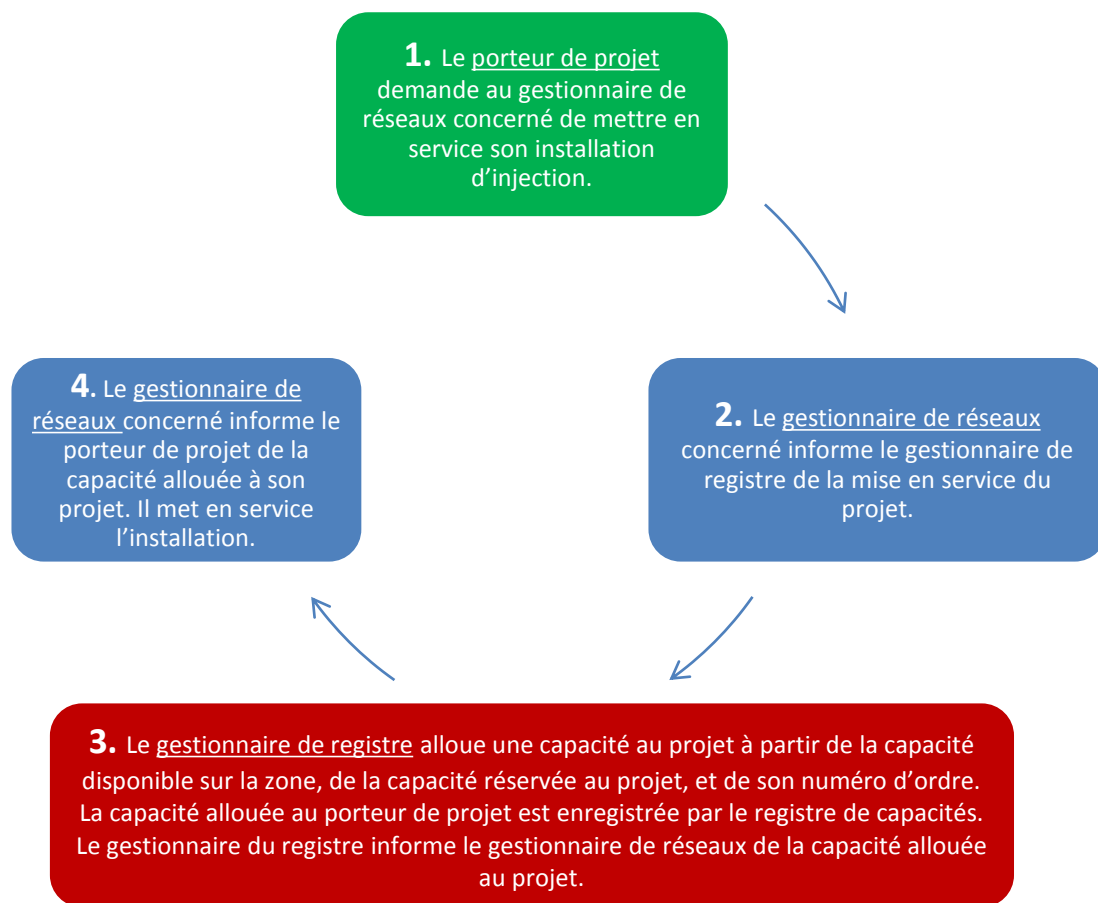 1. Le porteur de projet
demande au gestionnaire de
réseaux concerné de mettre en
service son installation
d’injection.
2. Le gestionnaire de réseaux
concerné informe le gestionnaire de
registre de la mise en service du
projet.
3. Le gestionnaire de registre alloue une capacité au projet à partir de la capacité
disponible sur la zone, de la capacité réservée au projet, et de son numéro d’ordre.
La capacité allouée au porteur de projet est enregistrée par le registre de capacités.
Le gestionnaire du registre informe le gestionnaire de réseaux de la capacité allouée
au projet.
4. Le gestionnaire de
réseaux concerné informe le
porteur de projet de la
capacité allouée à son
projet. Il met en service
l’installation.